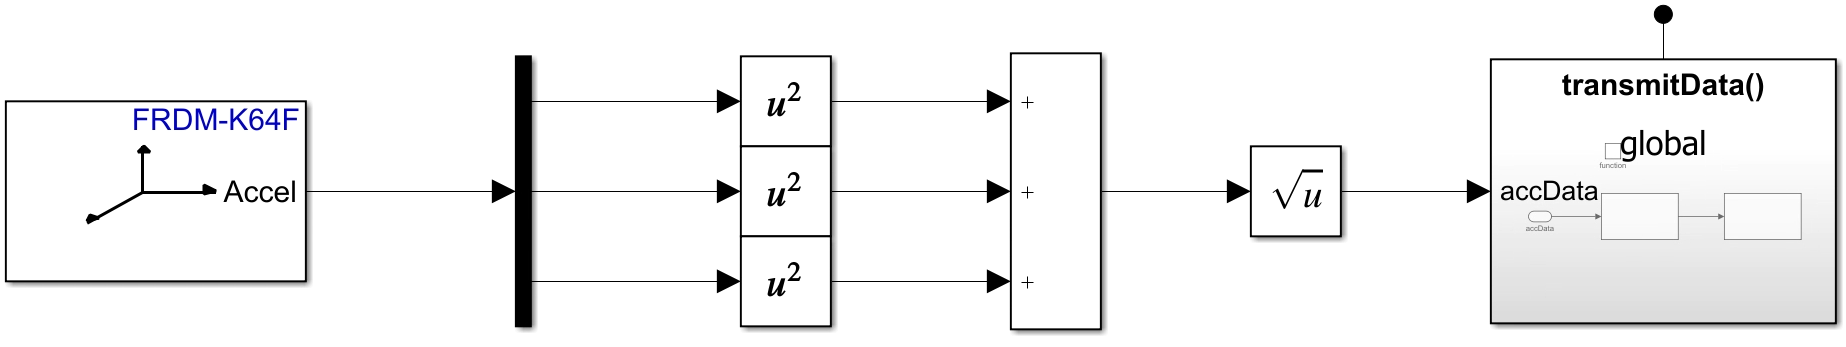 FRDM-K64F
Accel
u²
u²
u²
+
+
+
√u
transmitData()
global
function
accData
accData